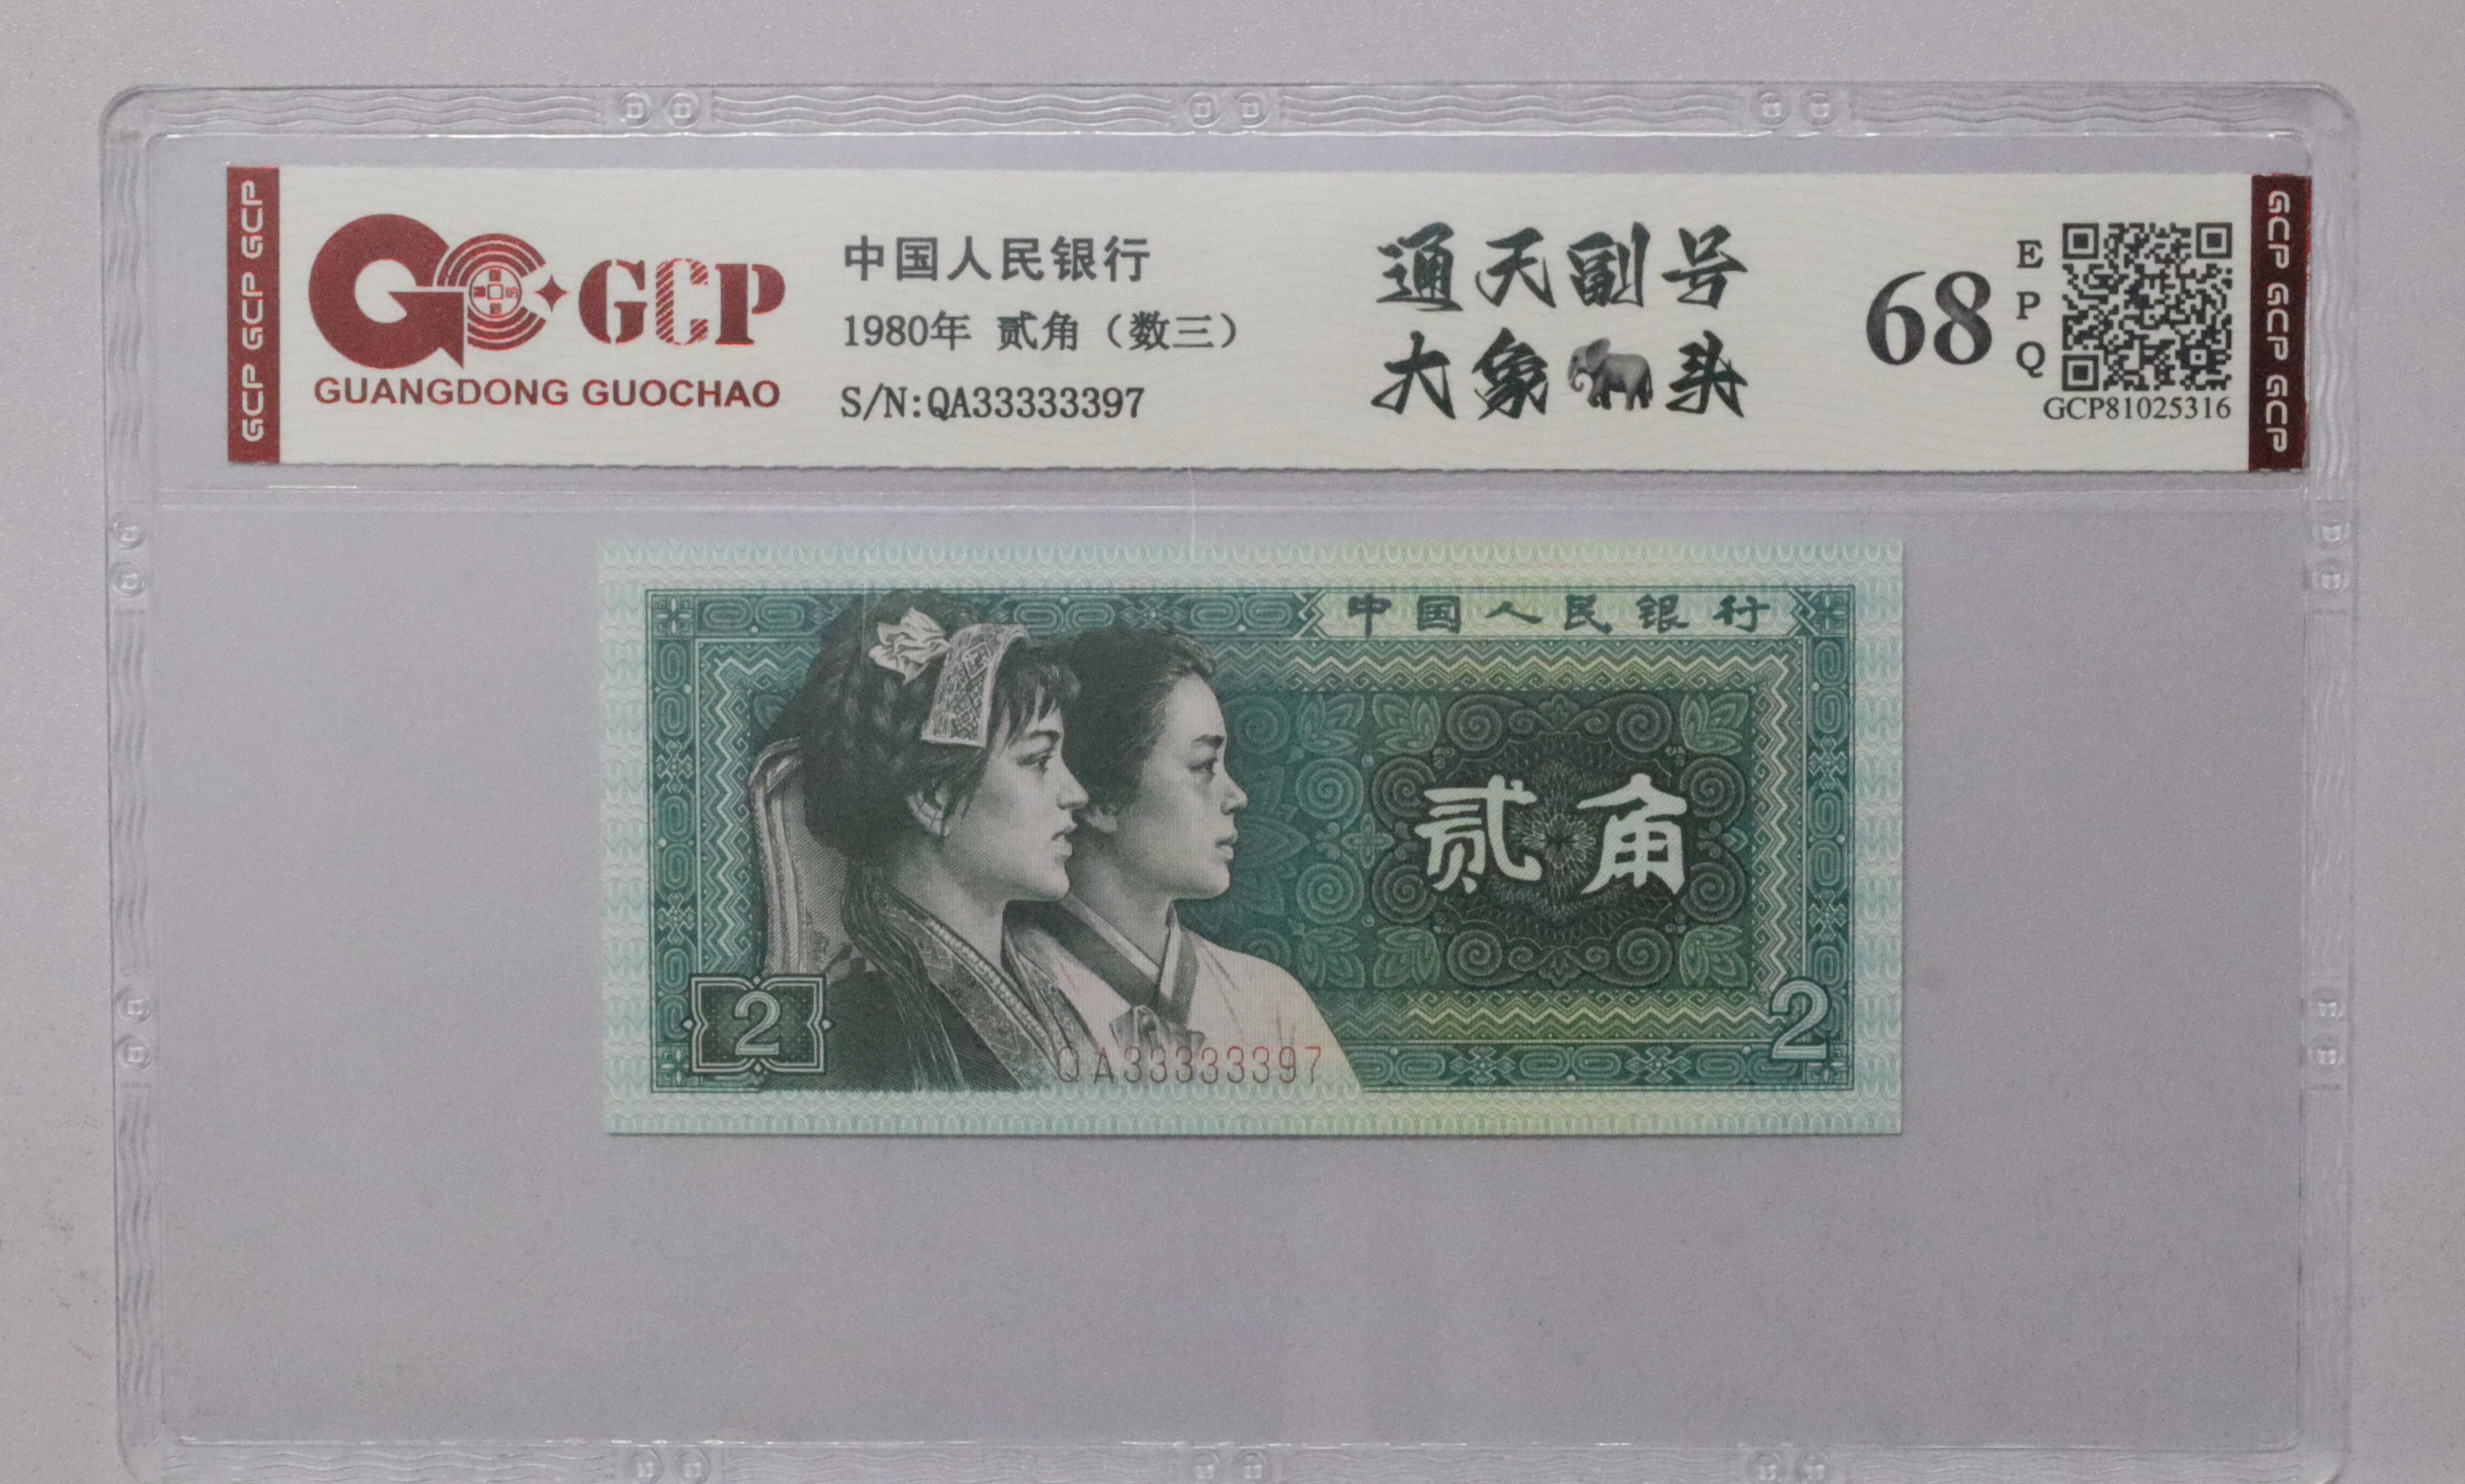 GCP GCP GCP
GCP
GUANGDONG GUOCHAO
中国人民银行
1980年 贰角（数三）
S/N:QA33333397
通天副号
大象🐘头
68
EPQ
GCP81025316
GCP GCP GCP
中国人民银行
贰角
2
2
QA33333397